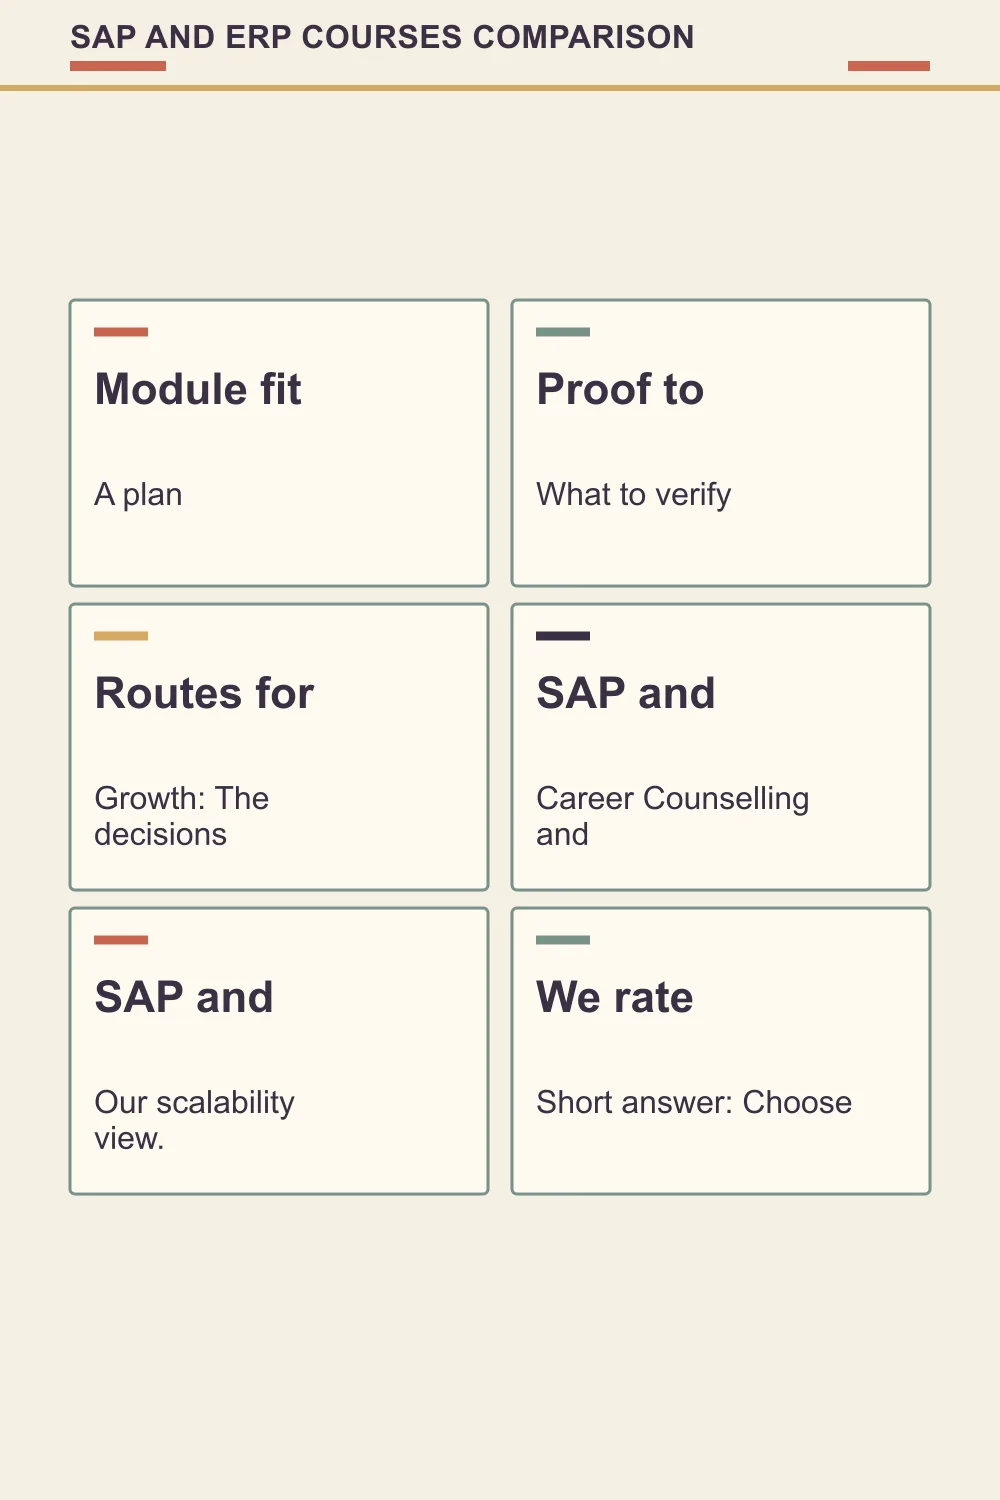 SAP AND ERP COURSES COMPARISON
Module fit
A plan
Proof to
What to verify
Routes for
Growth: The
decisions
SAP and
Career Counselling
and
SAP and
Our scalability
view.
We rate
Short answer: Choose